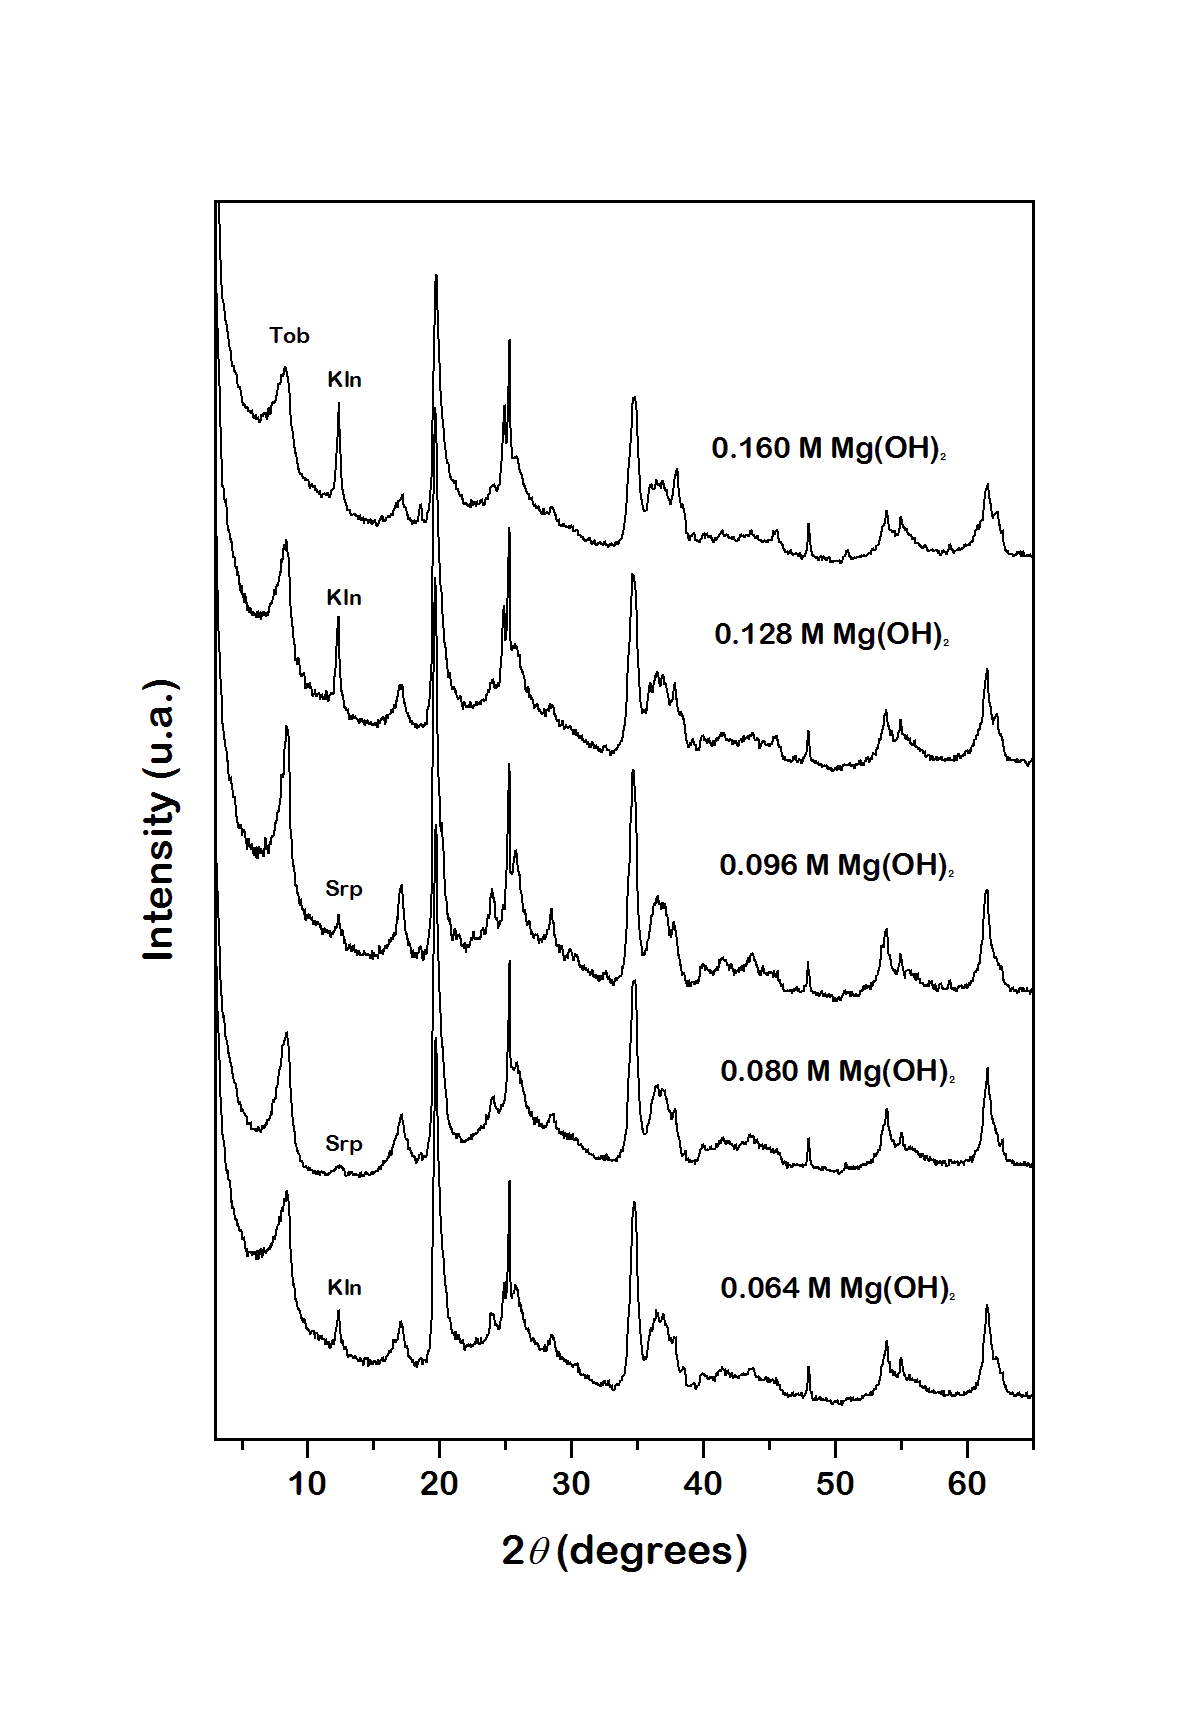 Tob
Kln
0.160 M Mg(OH)₂
Kln
0.128 M Mg(OH)₂
Srp
0.096 M Mg(OH)₂
Srp
0.080 M Mg(OH)₂
Kln
0.064 M Mg(OH)₂
Intensity (u.a.)
10 20 30 40 50 60
2θ (degrees)